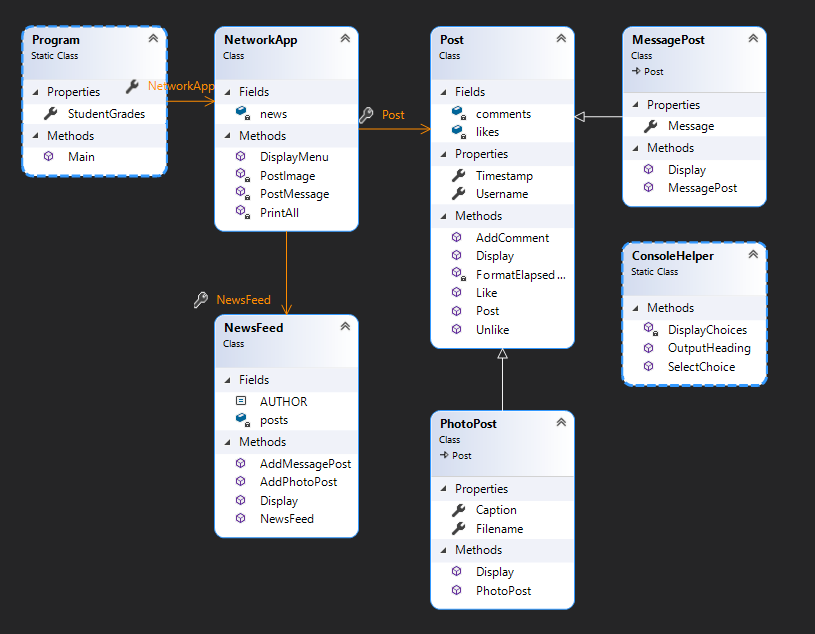 Program
Static Class
Properties
StudentGrades
Methods
Main
NetworkApp
NetworkApp
Class
Fields
news
Methods
DisplayMenu
PostImage
PostMessage
PrintAll
Post
Post
Class
Fields
comments
likes
Properties
Timestamp
Username
Methods
AddComment
Display
FormatElapsed ...
Like
Post
Unlike
MessagePost
Class
Post
Properties
Message
Methods
Display
MessagePost
ConsoleHelper
Static Class
Methods
DisplayChoices
OutputHeading
SelectChoice
NewsFeed
NewsFeed
Class
Fields
AUTHOR
posts
Methods
AddMessagePost
AddPhotoPost
Display
NewsFeed
PhotoPost
Class
Post
Properties
Caption
Filename
Methods
Display
PhotoPost